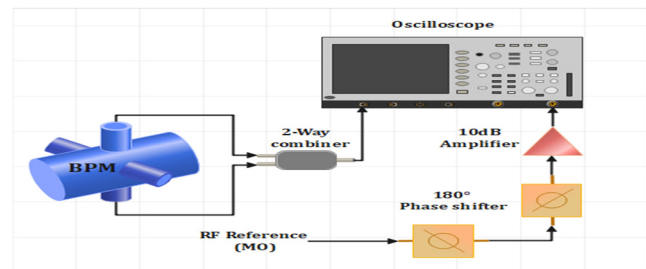 Oscilloscope
2-Way
combiner
10dB
Amplifier
BPM
180°
Phase shifter
RF Reference
(MO)